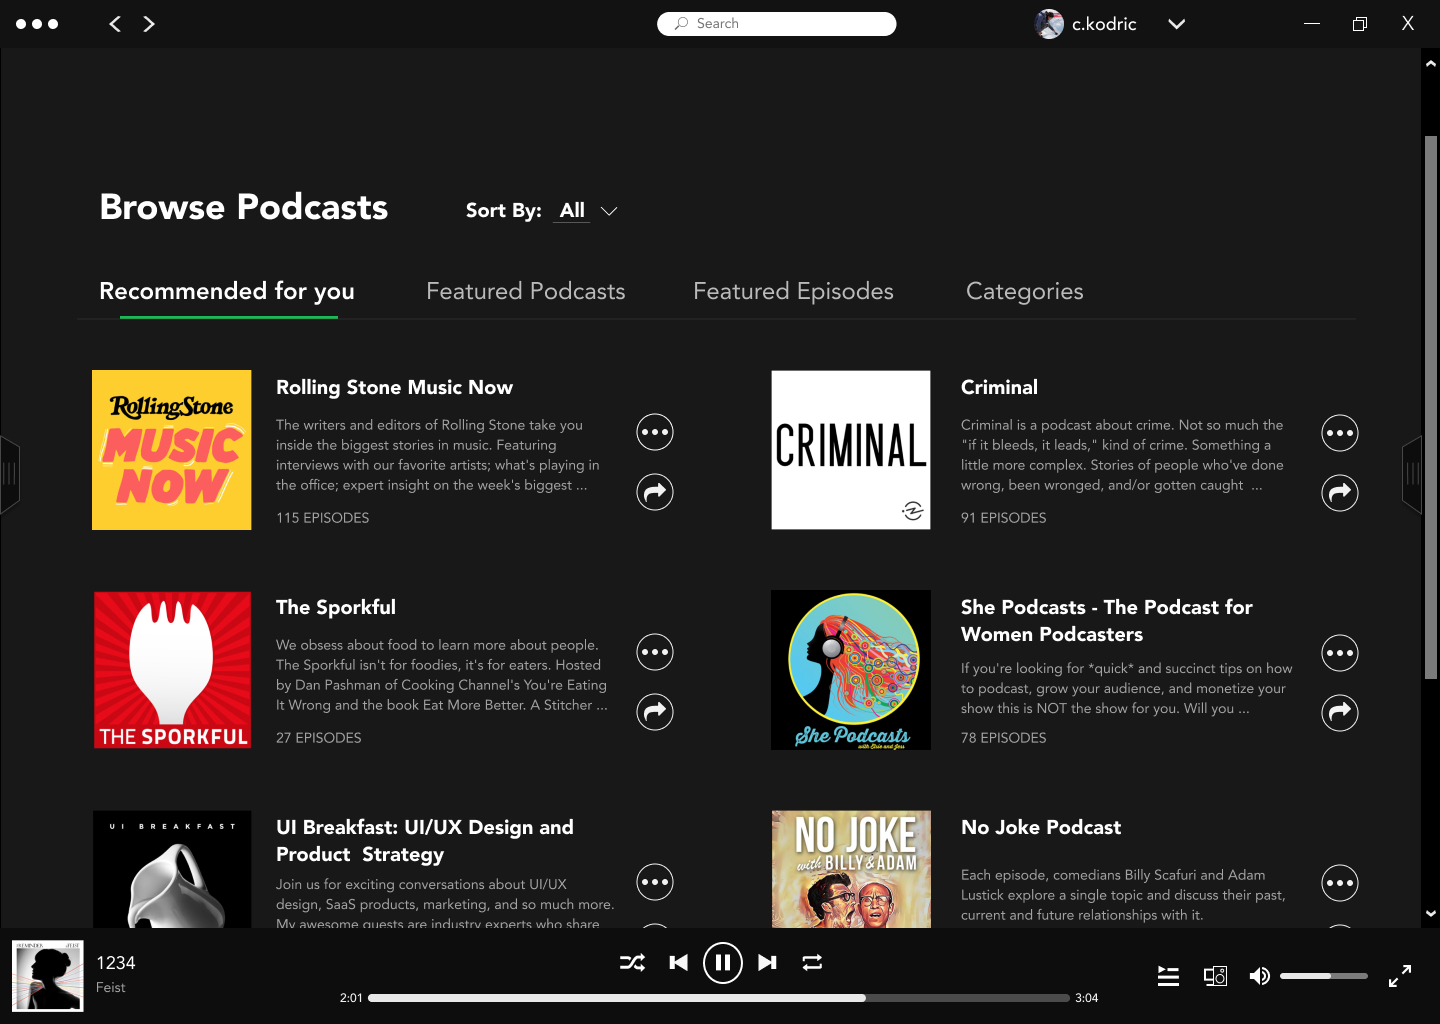 Search
c.kodric
X
Browse Podcasts
Sort By: All
Recommended for you
Featured Podcasts
Featured Episodes
Categories
RollingStone
MUSIC
NOW
Rolling Stone Music Now
The writers and editors of Rolling Stone take you
inside the biggest stories in music. Featuring
interviews with our favorite artists; what's playing in
the office; expert insight on the week's biggest ...
115 EPISODES
CRIMINAL
Criminal
Criminal is a podcast about crime. Not so much the
"if it bleeds, it leads," kind of crime. Something a
little more complex. Stories of people who've done
wrong, been wronged, and/or gotten caught ...
91 EPISODES
THE SPORKFUL
The Sporkful
We obsess about food to learn more about people.
The Sporkful isn't for foodies, it's for eaters. Hosted
by Dan Pashman of Cooking Channel's You're Eating
It Wrong and the book Eat More Better. A Stitcher ...
27 EPISODES
She Podcasts
with Elsie and Jess
She Podcasts - The Podcast for
Women Podcasters
If you're looking for *quick* and succinct tips on how
to podcast, grow your audience, and monetize your
show this is NOT the show for you. Will you ...
78 EPISODES
UI BREAKFAST
UI Breakfast: UI/UX Design and
Product Strategy
Join us for exciting conversations about UI/UX
design, SaaS products, marketing, and so much more.
My awesome guests are industry experts who share
NO JOKE
with BILLY & ADAM
No Joke Podcast
Each episode, comedians Billy Scafuri and Adam
Lustick explore a single topic and discuss their past,
current and future relationships with it.
FEIST
1234
Feist
2:01
3:04